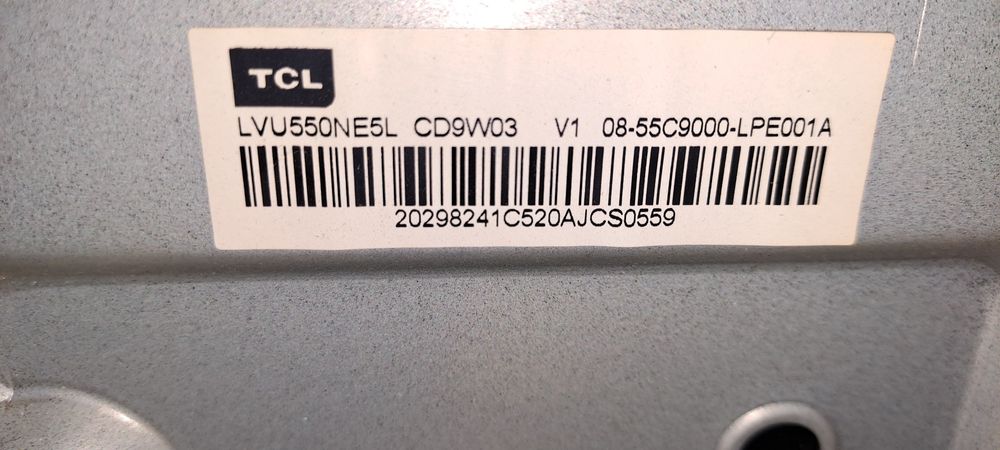 TCL
LVU550NE5L CD9W03 V1 08-55C9000-LPE001A
20298241C520AJCS0559